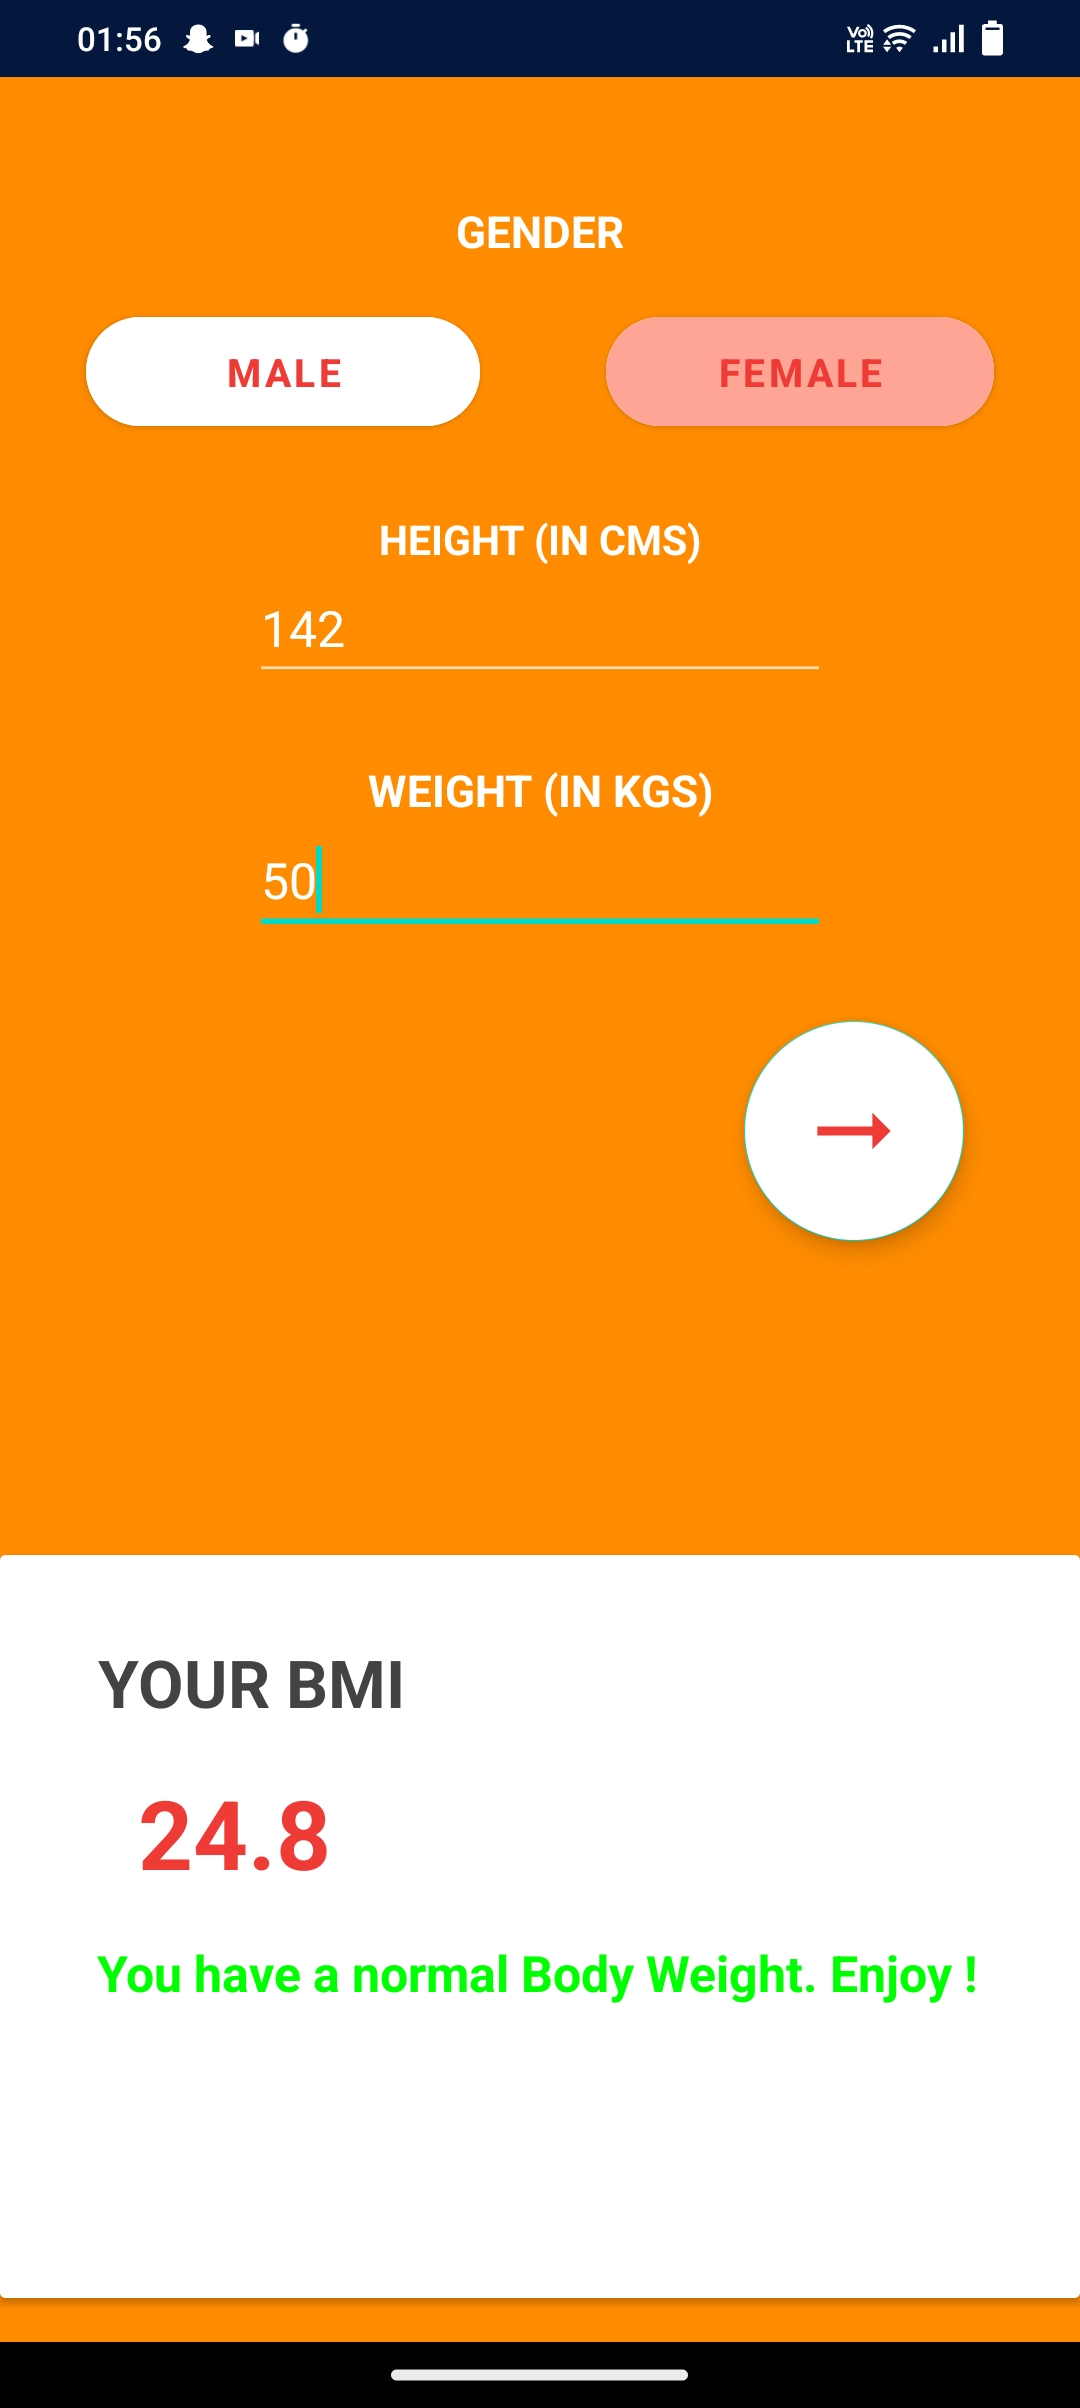 01:56
Vo) LTE
GENDER
MALE FEMALE
HEIGHT (IN CMS)
142
WEIGHT (IN KGS)
50
YOUR BMI
24.8
You have a normal Body Weight. Enjoy !